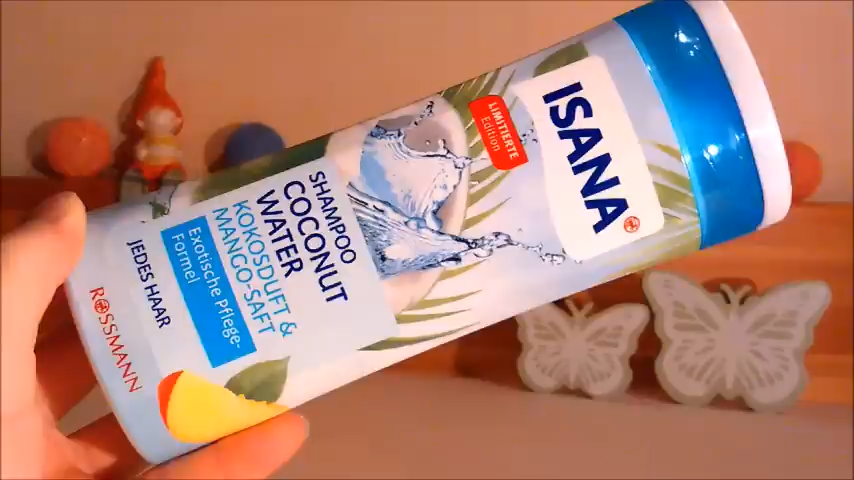 ISANA
LIMITIERTE
Edition
SHAMPOO
COCONUT
WATER
KOKOSDUFT &
MANGO-SAFT
Exotische Pflege-
Formel
JEDES HAAR
ROSSMANN